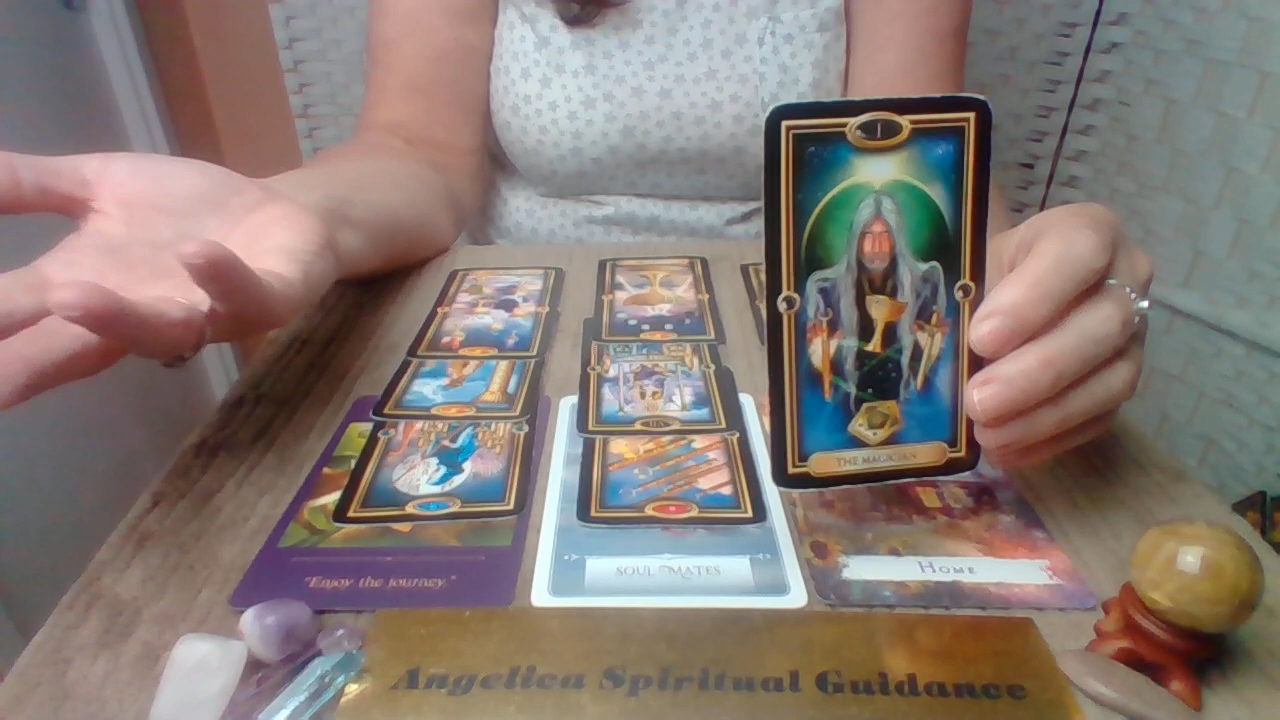 I
THE MAGICIAN
"Enjoy the journey."
SOUL MATES
HOME
Angelica Spiritual Guidance